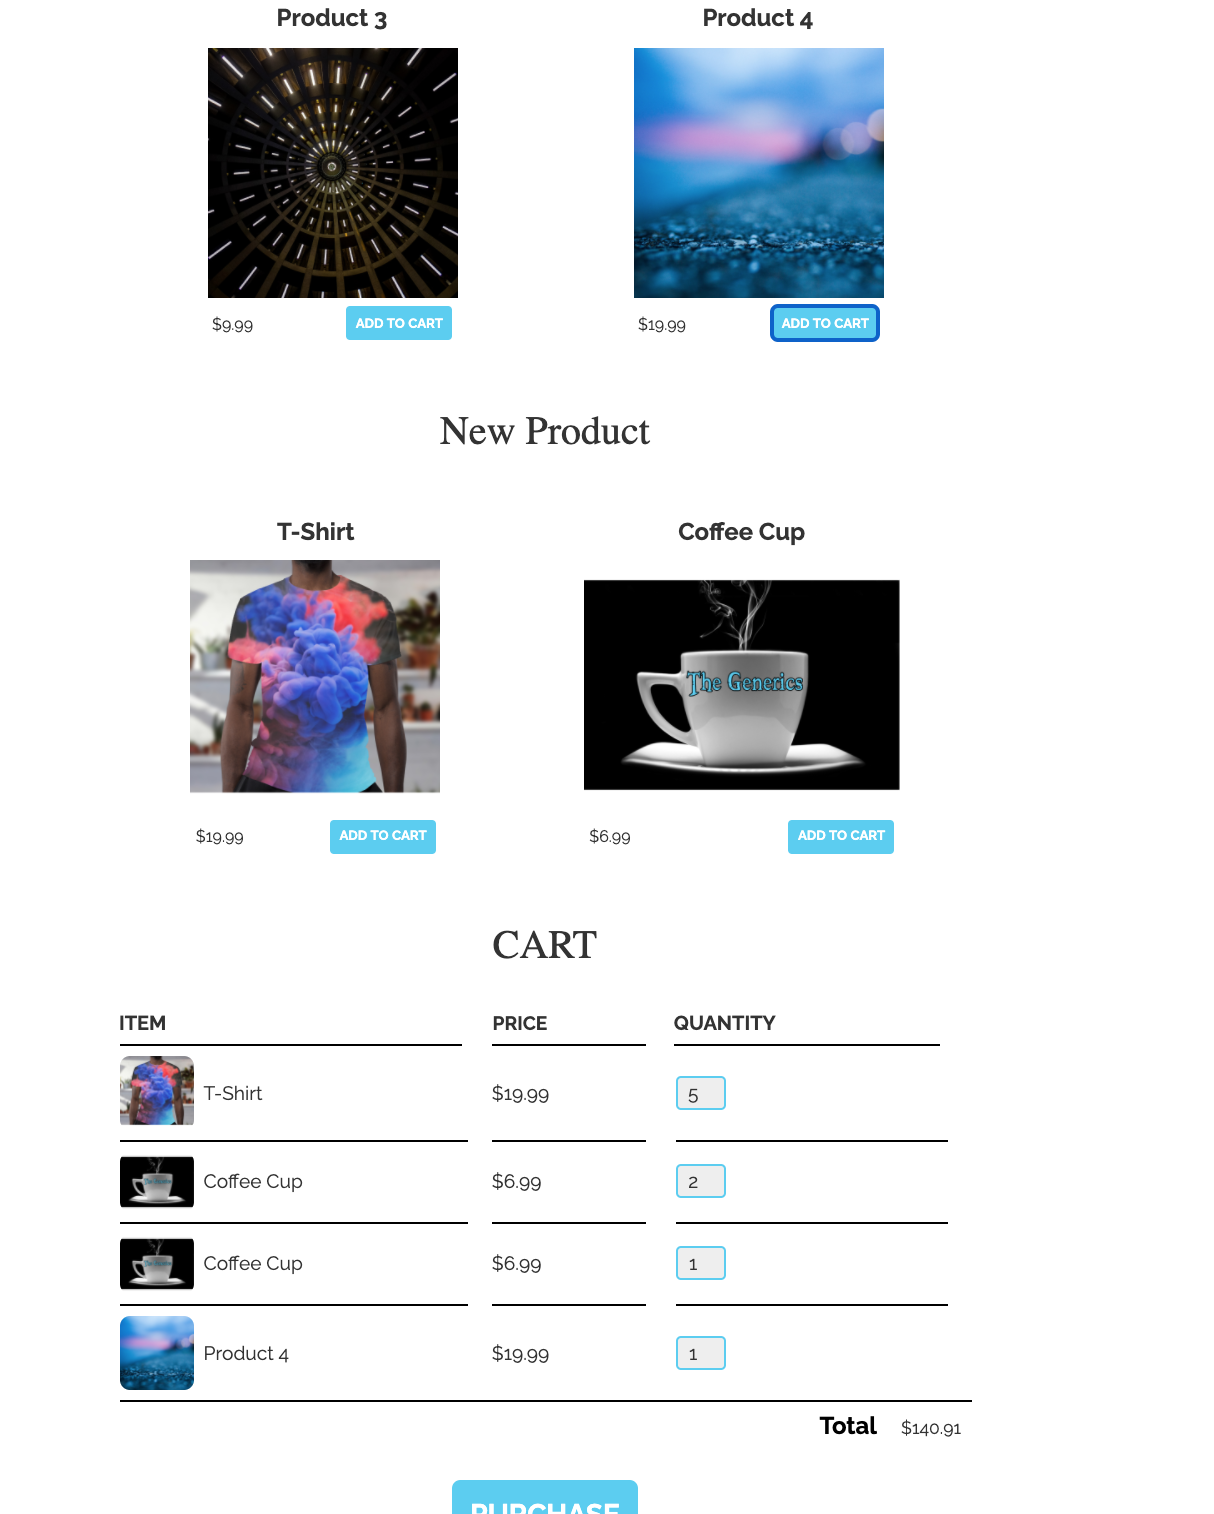 Product 3 Product 4
$9.99 ADD TO CART $19.99 ADD TO CART
New Product
T-Shirt Coffee Cup
The Generics
$19.99 ADD TO CART $6.99 ADD TO CART
CART
ITEM PRICE QUANTITY
T-Shirt $19.99 5
Coffee Cup $6.99 2
Coffee Cup $6.99 1
Product 4 $19.99 1
Total $140.91
PURCHASE